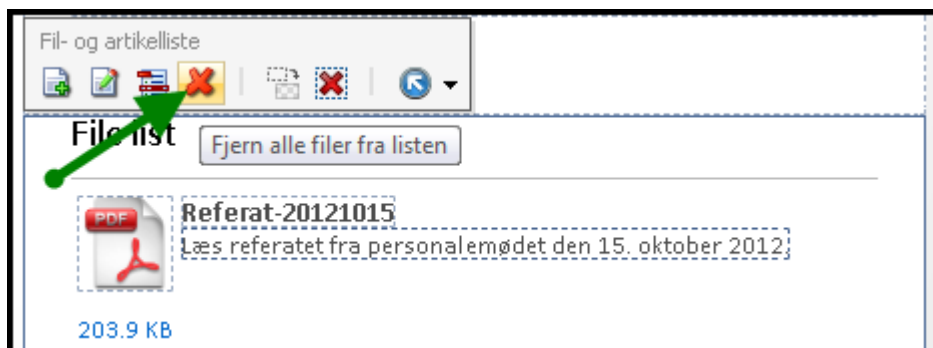 Fil- og artikelliste
File list
Fjern alle filer fra listen
PDF
Referat-20121015
Læs referatet fra personalemødet den 15. oktober 2012.
203.9 KB